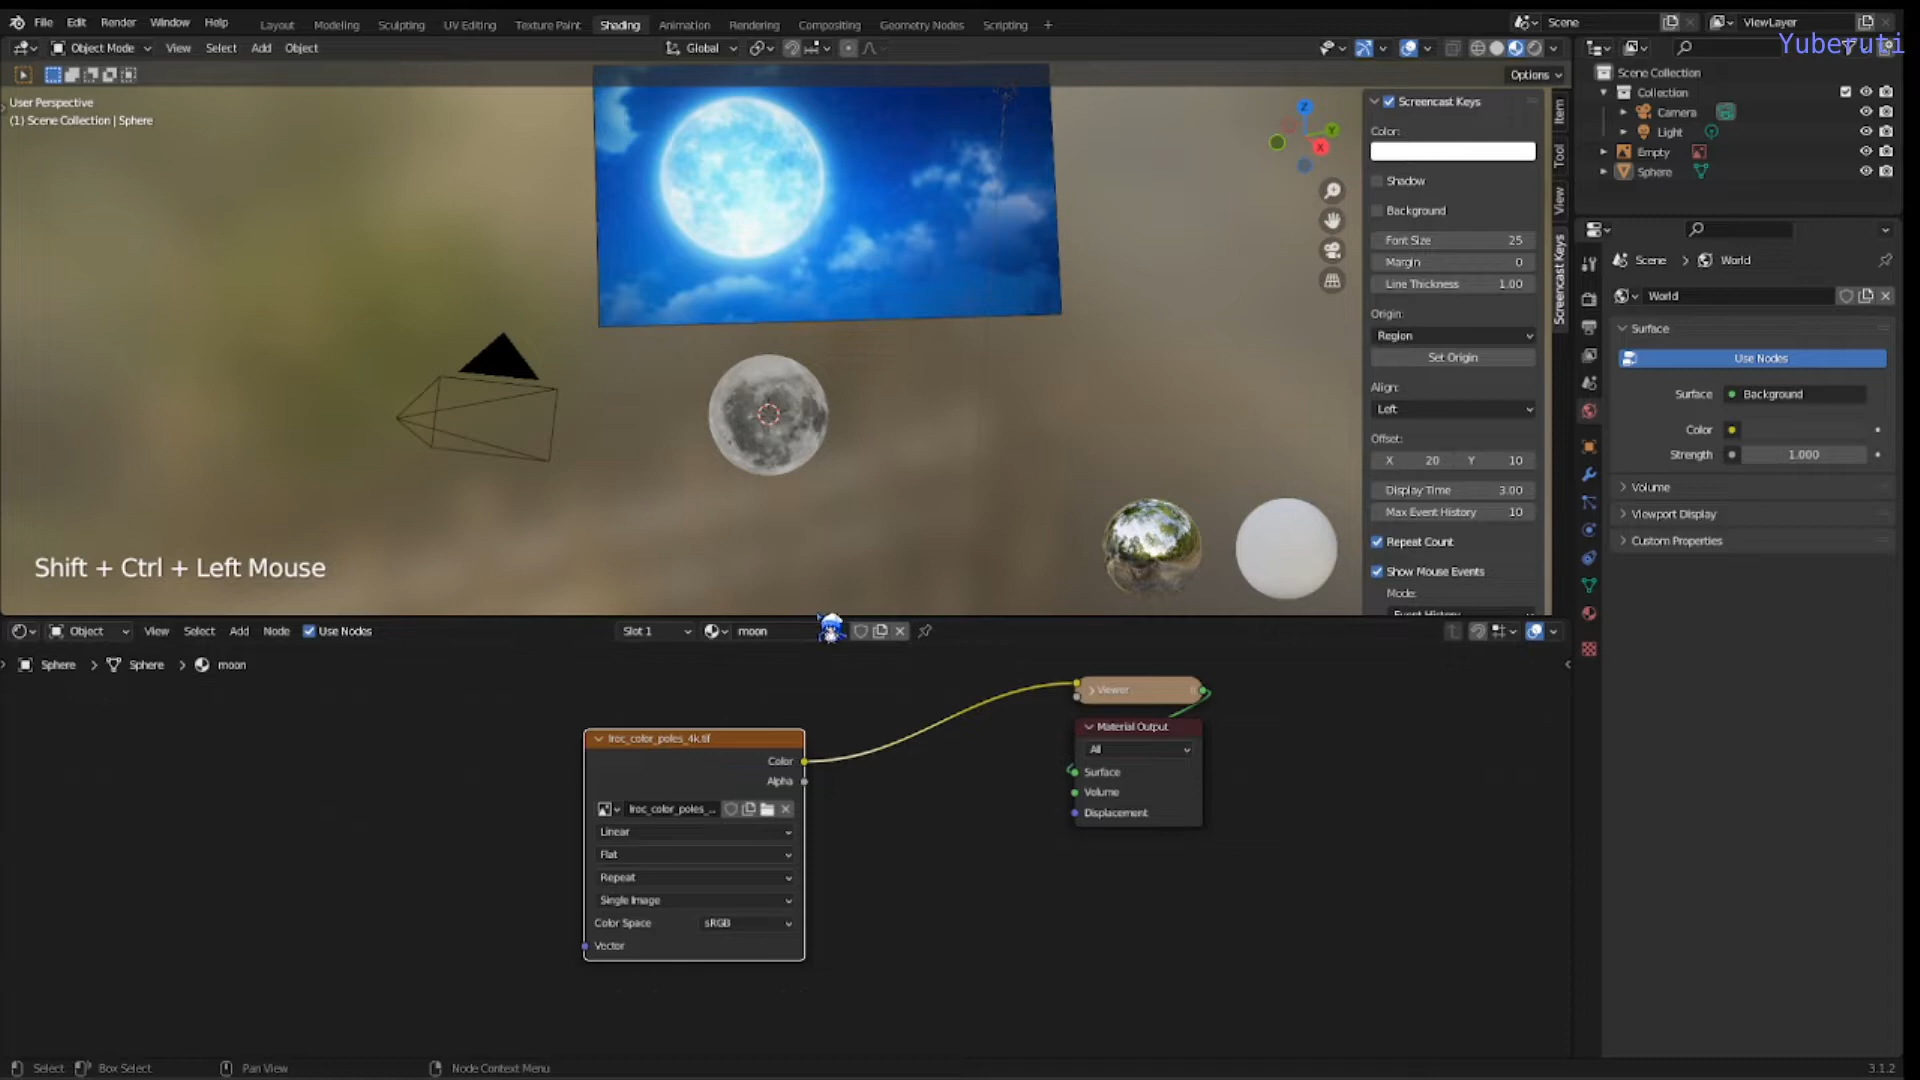 File Edit Render Window Help Layout Modeling Sculpting UV Editing Texture Paint Shading Animation Rendering Compositing Geometry Nodes Scripting + Scene ViewLayer
Object Mode View Select Add Object Global
Yuberuti
Options
User Perspective
(1) Scene Collection | Sphere
Z
Y
X
Shift + Ctrl + Left Mouse
Screencast Keys
Color:
Shadow
Background
Font Size 25
Margin 0
Line Thickness 1.00
Origin:
Region
Set Origin
Align:
Left
Offset:
X 20 Y 10
Display Time 3.00
Max Event History 10
Repeat Count
Show Mouse Events
Mode:
Event History
Item
Tool
View
Screencast Keys
Scene Collection
Collection
Camera
Light
Empty
Sphere
Scene > World
World
Surface
Use Nodes
Surface Background
Color
Strength 1.000
Volume
Viewport Display
Custom Properties
Object View Select Add Node Use Nodes Slot 1 moon
Sphere > Sphere > moon
lroc_color_poles_4k.tif
Color
Alpha
lroc_color_poles_...
Linear
Flat
Repeat
Single Image
Color Space sRGB
Vector
Viewer
Material Output
All
Surface
Volume
Displacement
Select Box Select Pan View Node Context Menu 3.1.2